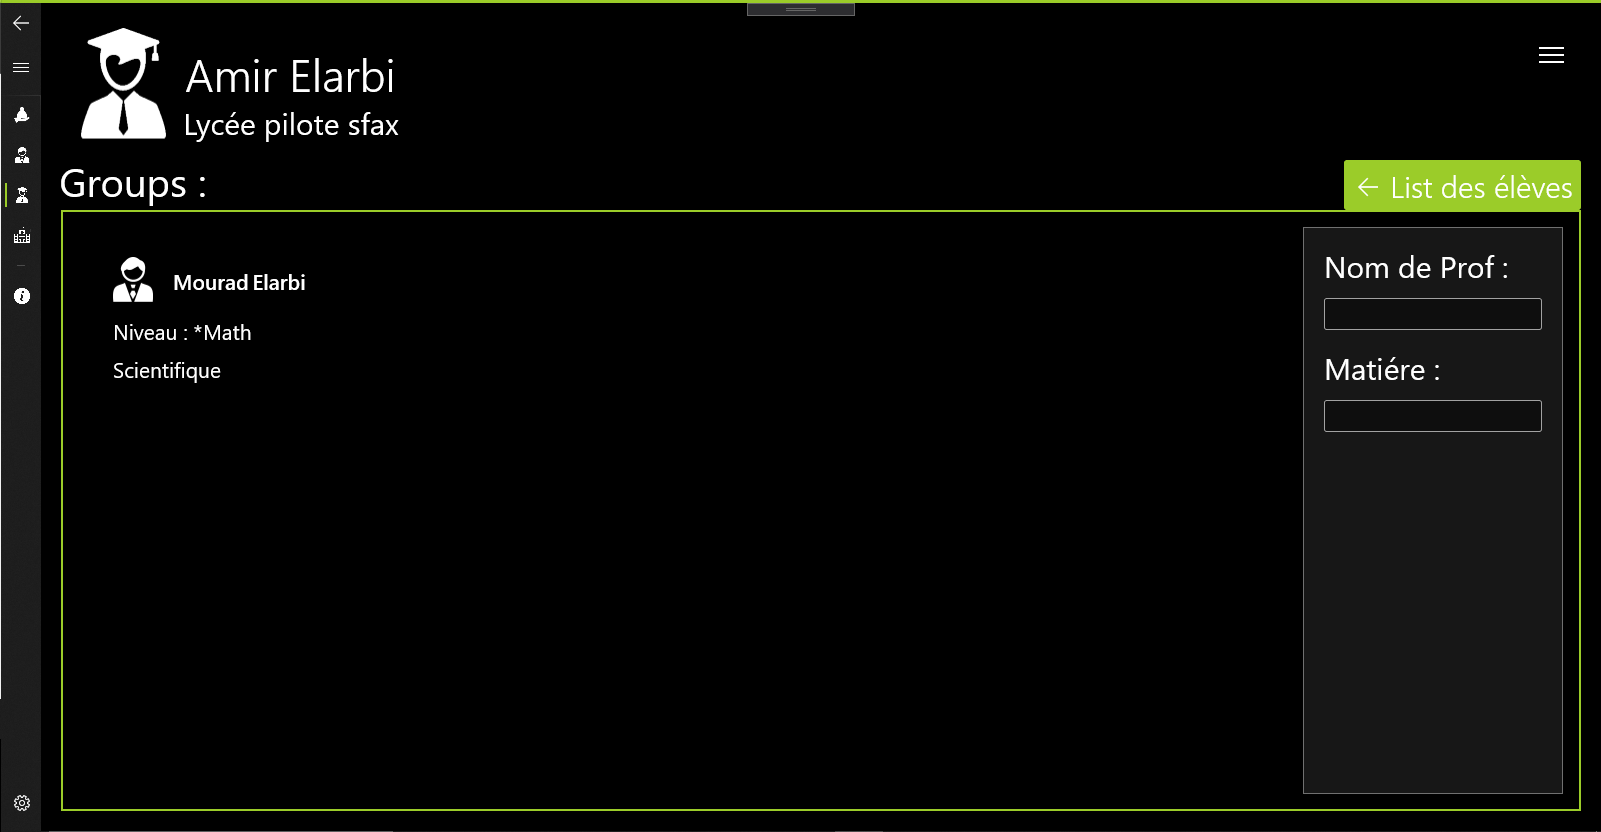 Amir Elarbi
Lycée pilote sfax
Groups :
← List des élèves
Mourad Elarbi
Niveau : *Math
Scientifique
Nom de Prof :
Matiére :